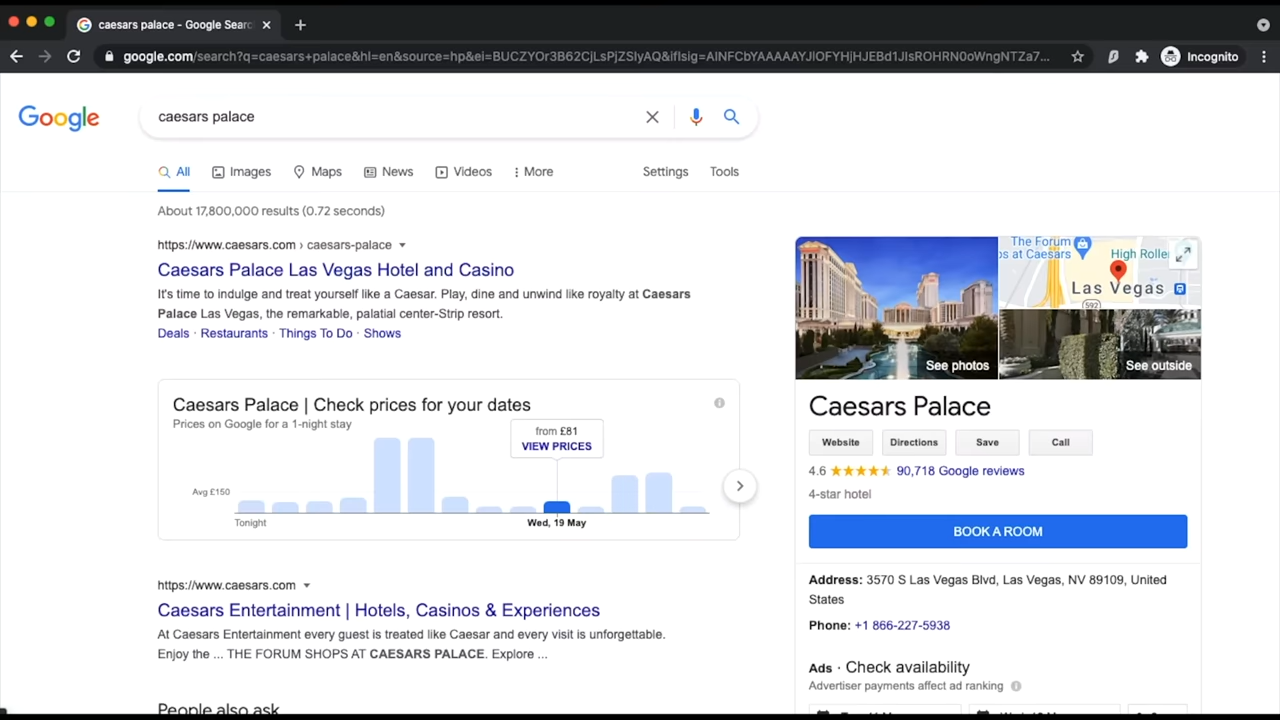 caesars palace - Google Searc
google.com/search?q=caesars+palace&hl=en&source=hp&ei=BUCZYOr3B62CjLsPjZSIyAQ&iflsig=AINFCbYAAAAAYJlOFYHjHJEBd1JIsROHRN0oWngNTZa7...
Incognito
Google
caesars palace
All
Images
Maps
News
Videos
More
Settings
Tools
About 17,800,000 results (0.72 seconds)
https://www.caesars.com › caesars-palace
Caesars Palace Las Vegas Hotel and Casino
It's time to indulge and treat yourself like a Caesar. Play, dine and unwind like royalty at Caesars
Palace Las Vegas, the remarkable, palatial center-Strip resort.
Deals · Restaurants · Things To Do · Shows
Caesars Palace | Check prices for your dates
Prices on Google for a 1-night stay
from £81
VIEW PRICES
Avg £150
Tonight
Wed, 19 May
https://www.caesars.com
Caesars Entertainment | Hotels, Casinos & Experiences
At Caesars Entertainment every guest is treated like Caesar and every visit is unforgettable.
Enjoy the ... THE FORUM SHOPS AT CAESARS PALACE. Explore ...
People also ask
The Forum
ps at Caesars
High Rolle
Las Vegas
592
See photos
See outside
Caesars Palace
Website
Directions
Save
Call
4.6
90,718 Google reviews
4-star hotel
BOOK A ROOM
Address: 3570 S Las Vegas Blvd, Las Vegas, NV 89109, United
States
Phone: +1 866-227-5938
Ads · Check availability
Advertiser payments affect ad ranking